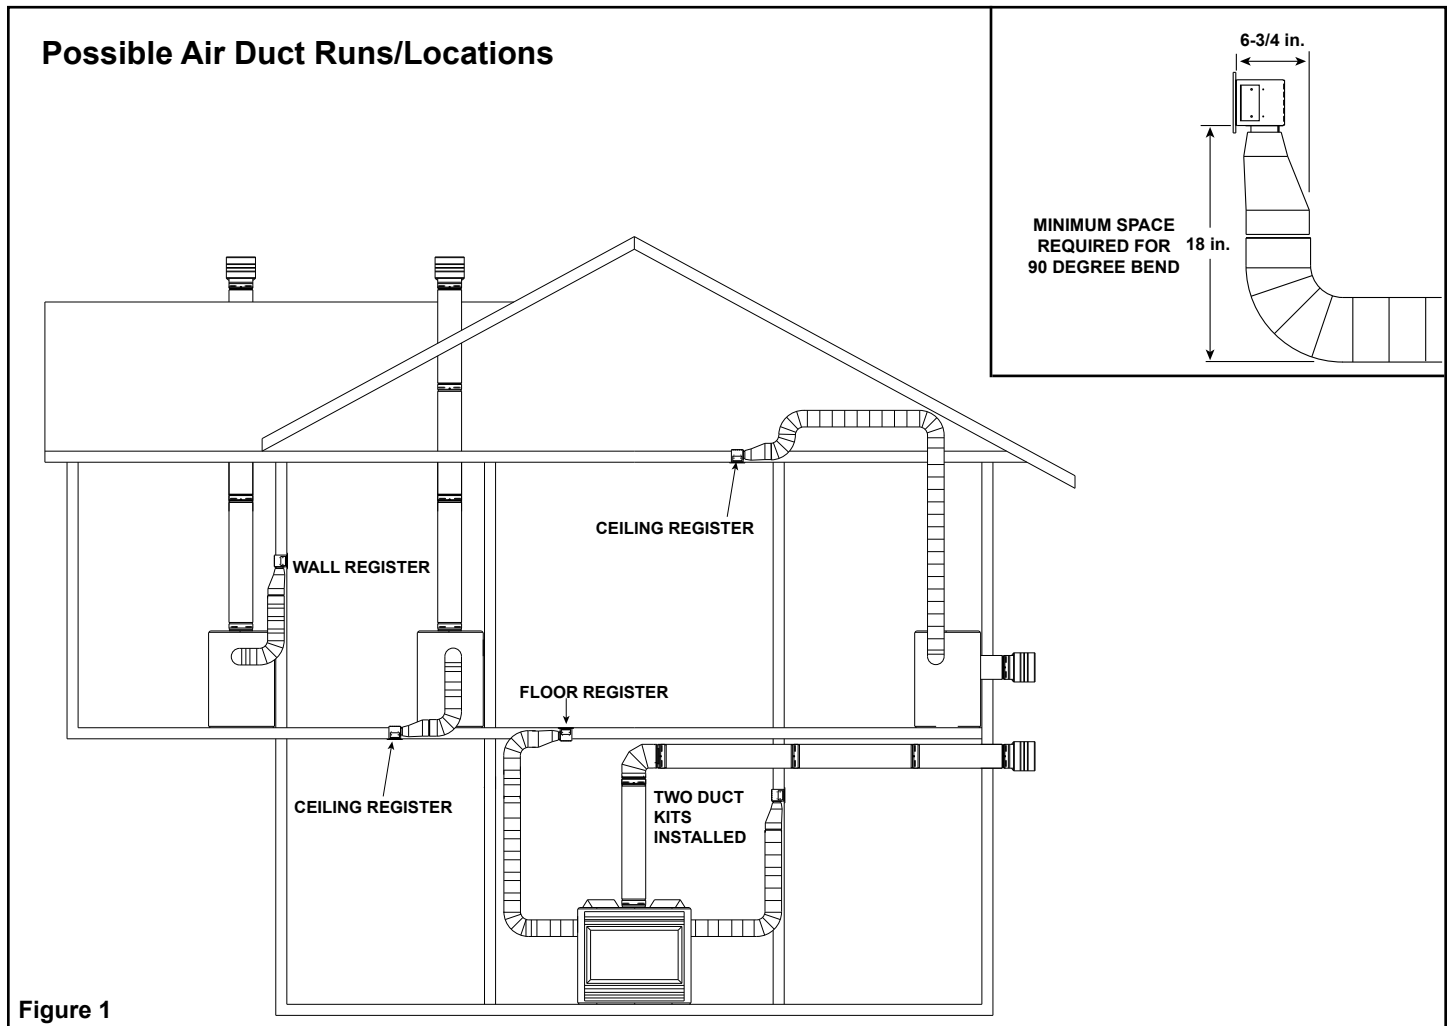 Possible Air Duct Runs/Locations
6-3/4 in.
MINIMUM SPACE
REQUIRED FOR
90 DEGREE BEND
18 in.
CEILING REGISTER
WALL REGISTER
FLOOR REGISTER
CEILING REGISTER
TWO DUCT
KITS
INSTALLED
Figure 1